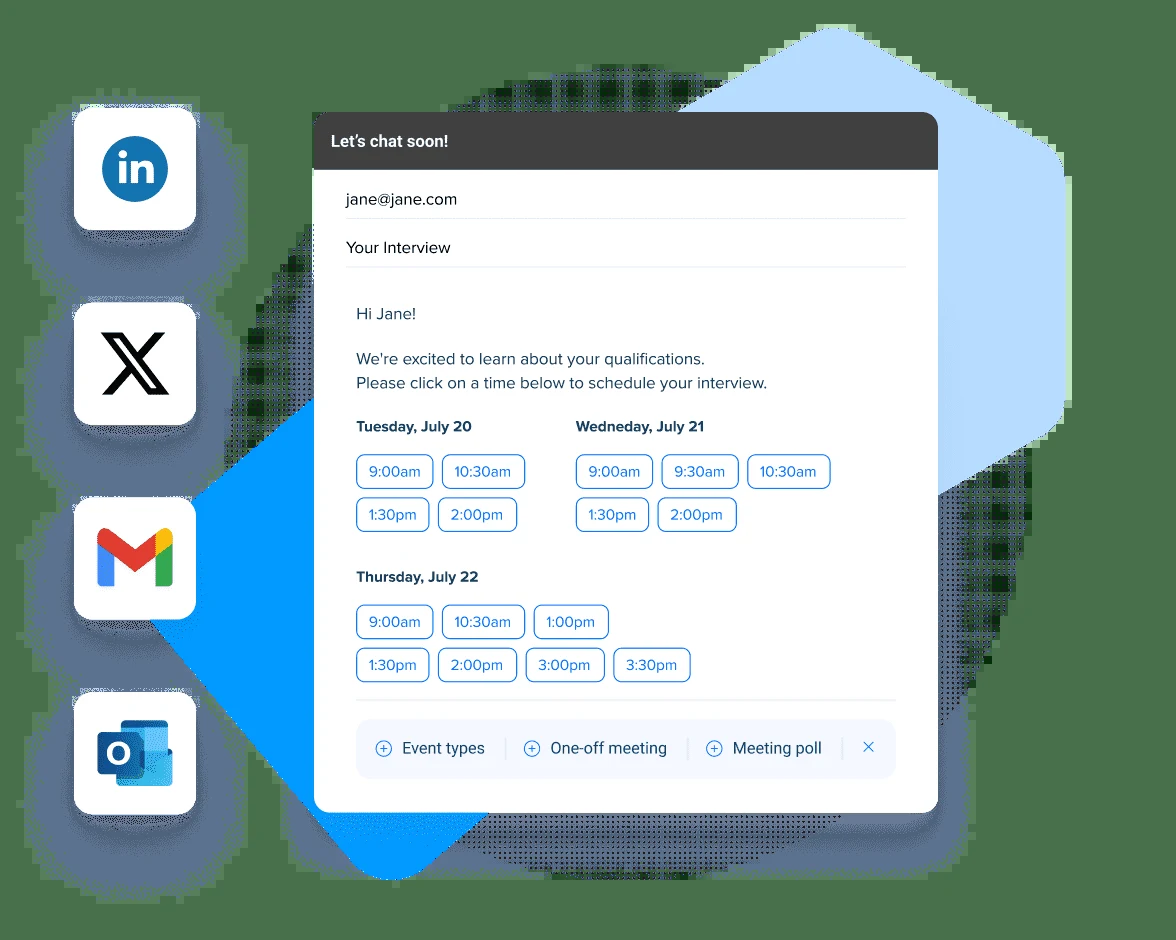 in
Let’s chat soon!
jane@jane.com
Your Interview
Hi Jane!
We're excited to learn about your qualifications.
Please click on a time below to schedule your interview.
Tuesday, July 20
9:00am 10:30am
1:30pm 2:00pm
Wedneday, July 21
9:00am 9:30am 10:30am
1:30pm 2:00pm
Thursday, July 22
9:00am 10:30am 1:00pm
1:30pm 2:00pm 3:00pm 3:30pm
Event types One-off meeting Meeting poll